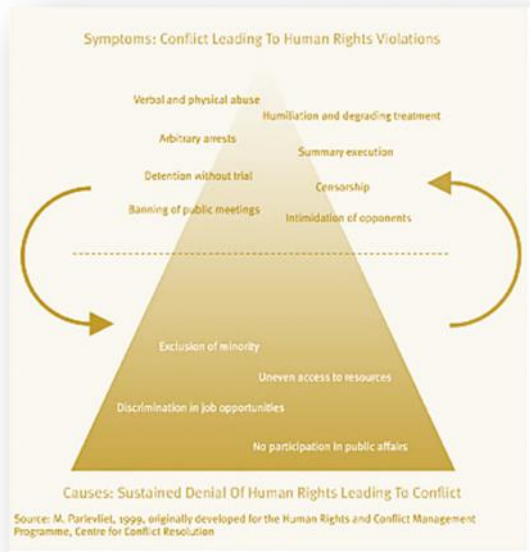 Symptoms: Conflict Leading To Human Rights Violations
Verbal and physical abuse
Humiliation and degrading treatment
Arbitrary arrests
Summary execution
Detention without trial
Censorship
Banning of public meetings
Intimidation of opponents
Exclusion of minority
Uneven access to resources
Discrimination in job opportunities
No participation in public affairs
Causes: Sustained Denial Of Human Rights Leading To Conflict
Source: M. Parlevliet, 1999, originally developed for the Human Rights and Conflict Management
Programme, Centre for Conflict Resolution